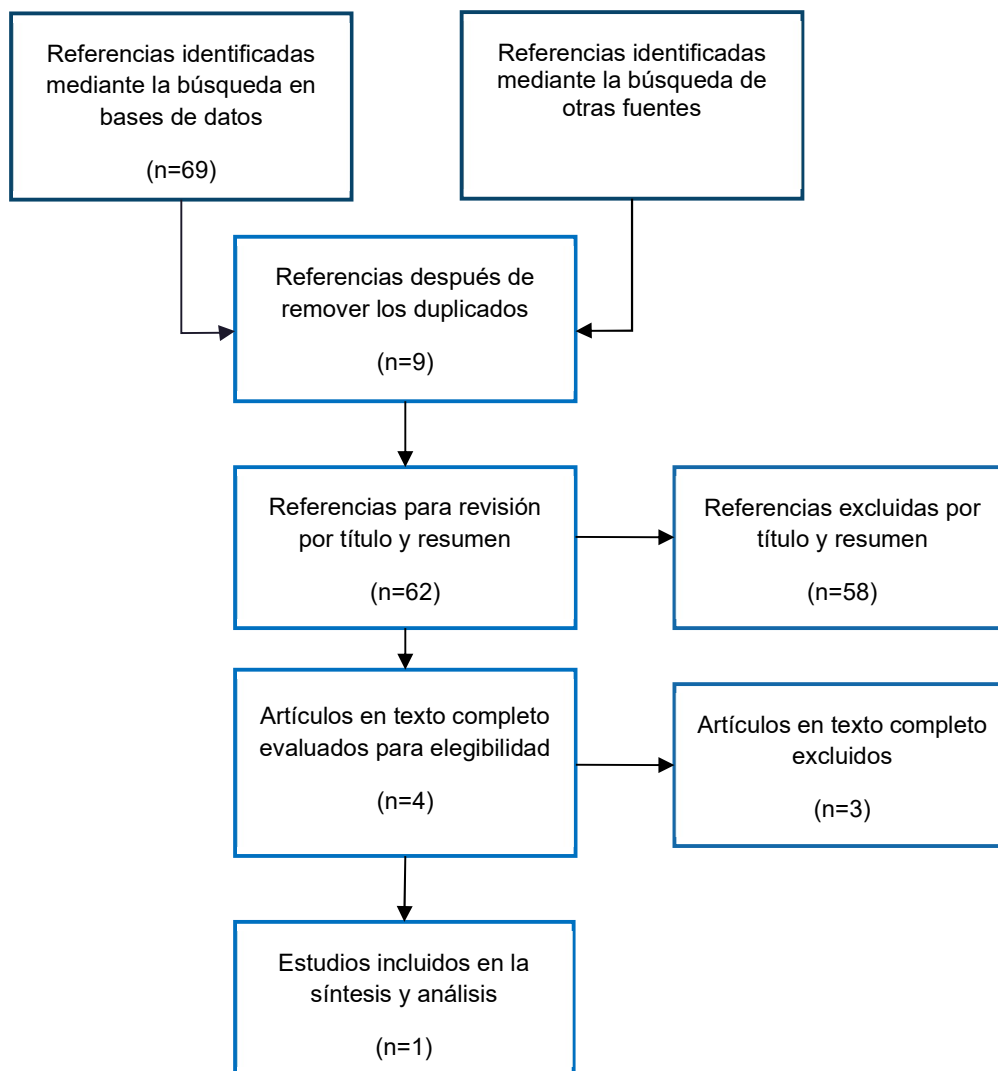 Referencias identificadas
mediante la búsqueda en
bases de datos
(n=69)
Referencias identificadas
mediante la búsqueda de
otras fuentes
Referencias después de
remover los duplicados
(n=9)
Referencias para revisión
por título y resumen
(n=62)
Referencias excluidas por
título y resumen
(n=58)
Artículos en texto completo
evaluados para elegibilidad
(n=4)
Artículos en texto completo
excluidos
(n=3)
Estudios incluidos en la
síntesis y análisis
(n=1)